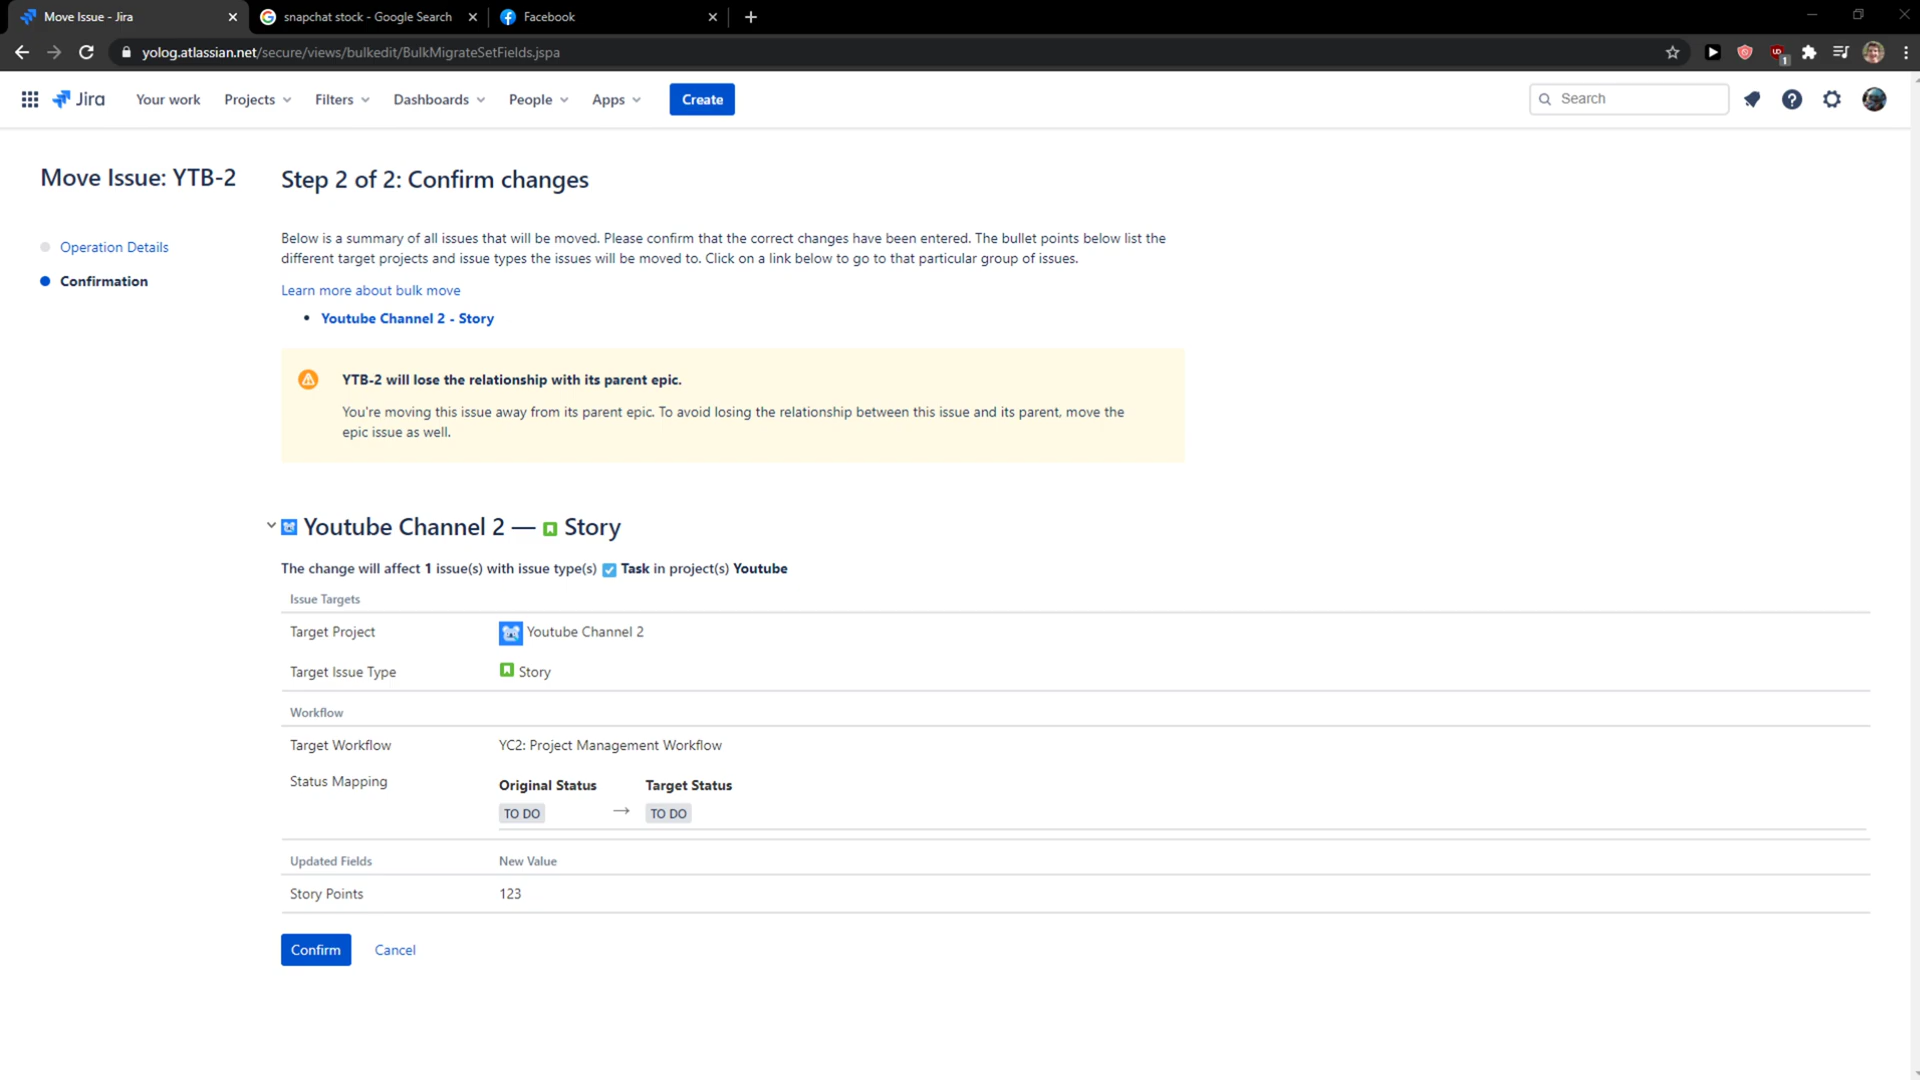 Move Issue - Jira
snapchat stock - Google Search
Facebook
yolog.atlassian.net/secure/views/bulkedit/BulkMigrateSetFields.jspa
1
Jira
Your work
Projects
Filters
Dashboards
People
Apps
Create
Search
Move Issue: YTB-2
Step 2 of 2: Confirm changes
Operation Details
Confirmation
Below is a summary of all issues that will be moved. Please confirm that the correct changes have been entered. The bullet points below list the
different target projects and issue types the issues will be moved to. Click on a link below to go to that particular group of issues.
Learn more about bulk move
• Youtube Channel 2 - Story
YTB-2 will lose the relationship with its parent epic.
You're moving this issue away from its parent epic. To avoid losing the relationship between this issue and its parent, move the
epic issue as well.
Youtube Channel 2 — Story
The change will affect 1 issue(s) with issue type(s) Task in project(s) Youtube
Issue Targets
Target Project Youtube Channel 2
Target Issue Type Story
Workflow
Target Workflow YC2: Project Management Workflow
Status Mapping
Original Status Target Status
TO DO → TO DO
Updated Fields New Value
Story Points 123
Confirm Cancel